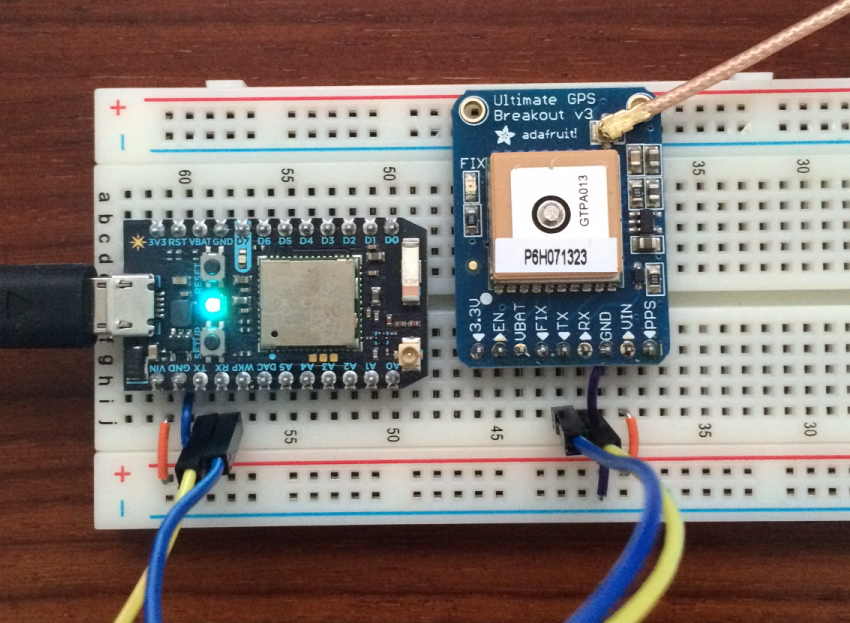 +
−
60
55
50
35
30
a
b
c
d
e
f
g
h
i
j
3V3 RST VBAT GND D7 D6 D5 D4 D3 D2 D1 D0
RESET
SETUP
VIN GND TX RX WKP DAC A5 A4 A3 A2 A1 A0
Ultimate GPS
Breakout v3
adafruit!
FIX
GTPA013
P6H071323
3.3V EN VBAT FIX TX RX GND VIN PPS
55
50
45
35
30
+
−